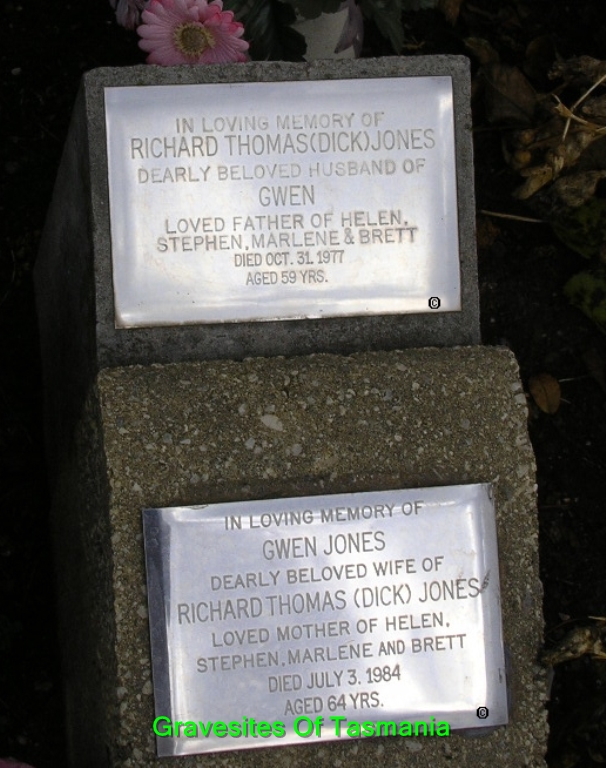 IN LOVING MEMORY OF
RICHARD THOMAS(DICK)JONES
DEARLY BELOVED HUSBAND OF
GWEN
LOVED FATHER OF HELEN,
STEPHEN, MARLENE & BRETT
DIED OCT. 31. 1977
AGED 59 YRS.
©
IN LOVING MEMORY OF
GWEN JONES
DEARLY BELOVED WIFE OF
RICHARD THOMAS (DICK) JONES
LOVED MOTHER OF HELEN,
STEPHEN, MARLENE AND BRETT
DIED JULY 3. 1984
AGED 64 YRS.
©
Gravesites Of Tasmania